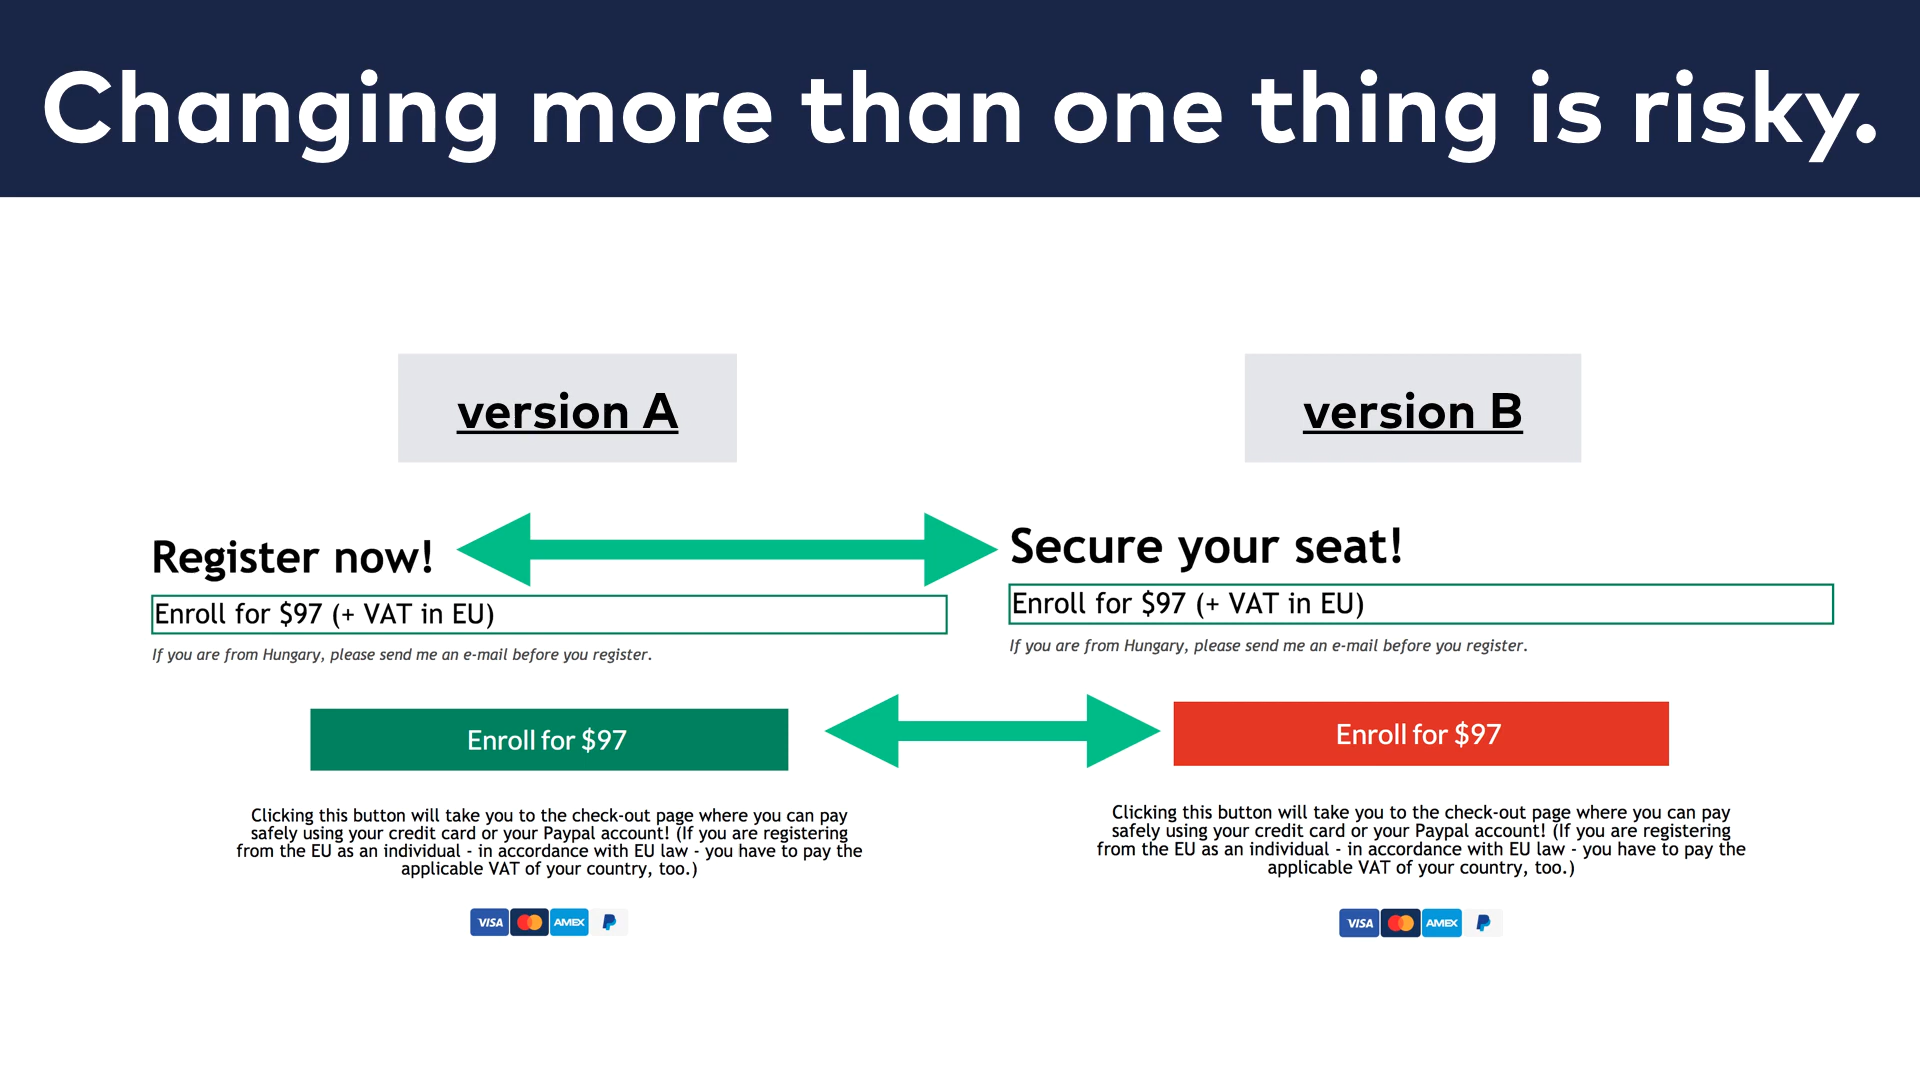 Changing more than one thing is risky.
version A
version B
Register now!
Enroll for $97 (+ VAT in EU)
If you are from Hungary, please send me an e-mail before you register.
Enroll for $97
Clicking this button will take you to the check-out page where you can pay
safely using your credit card or your Paypal account! (If you are registering
from the EU as an individual - in accordance with EU law - you have to pay the
applicable VAT of your country, too.)
VISA AMEX
Secure your seat!
Enroll for $97 (+ VAT in EU)
If you are from Hungary, please send me an e-mail before you register.
Enroll for $97
Clicking this button will take you to the check-out page where you can pay
safely using your credit card or your Paypal account! (If you are registering
from the EU as an individual - in accordance with EU law - you have to pay the
applicable VAT of your country, too.)
VISA AMEX